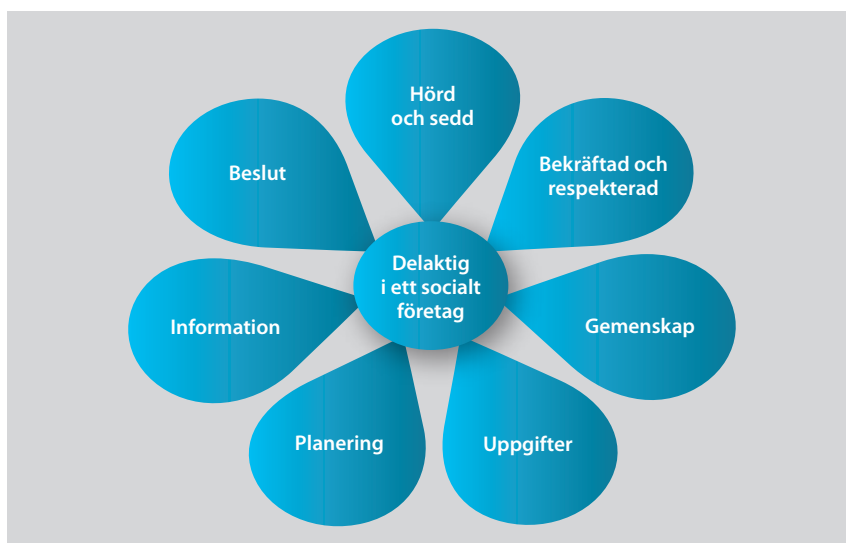 Hörd
och sedd
Bekräftad och
respekterad
Gemenskap
Uppgifter
Planering
Information
Beslut
Delaktig
i ett socialt
företag